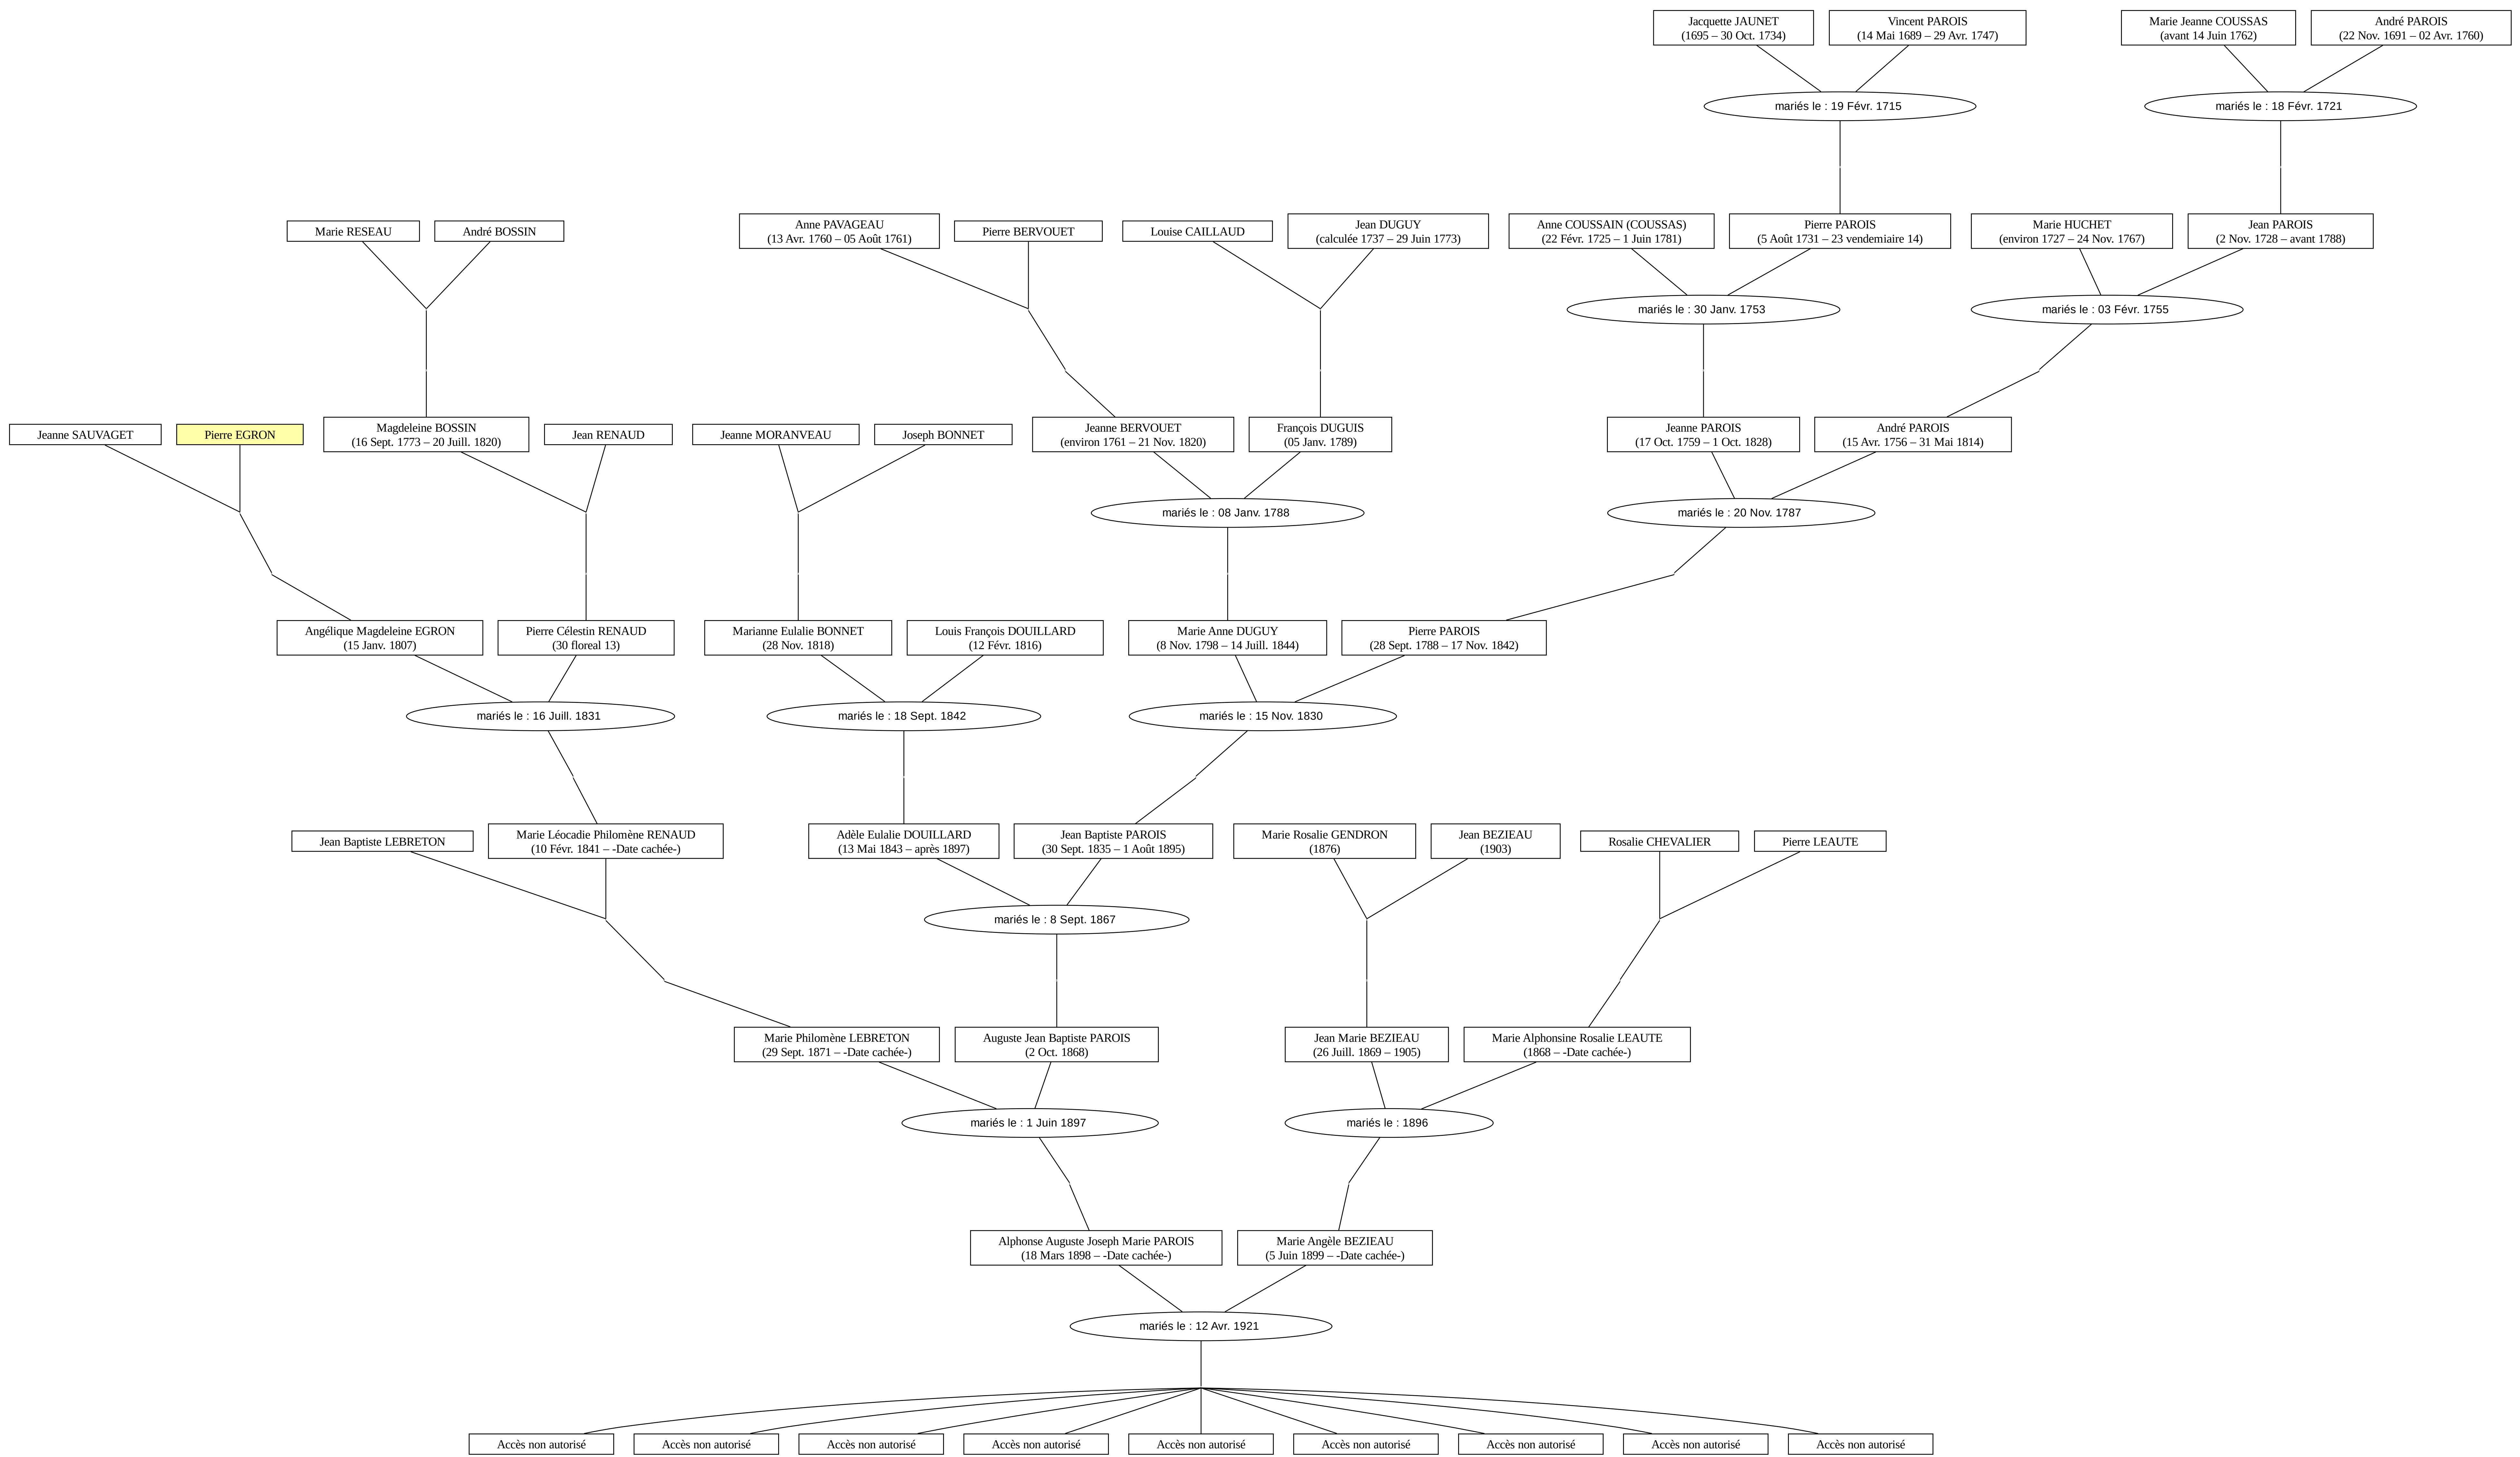 Jacquette JAUNET
(1695 – 30 Oct. 1734)
Vincent PAROIS
(14 Mai 1689 – 29 Avr. 1747)
Marie Jeanne COUSSAS
(avant 14 Juin 1762)
André PAROIS
(22 Nov. 1691 – 02 Avr. 1760)
mariés le : 19 Févr. 1715
mariés le : 18 Févr. 1721
Marie RESEAU
André BOSSIN
Anne PAVAGEAU
(13 Avr. 1760 – 05 Août 1761)
Pierre BERVOUET
Louise CAILLAUD
Jean DUGUY
(calculée 1737 – 29 Juin 1773)
Anne COUSSAIN (COUSSAS)
(22 Févr. 1725 – 1 Juin 1781)
Pierre PAROIS
(5 Août 1731 – 23 vendemiaire 14)
Marie HUCHET
(environ 1727 – 24 Nov. 1767)
Jean PAROIS
(2 Nov. 1728 – avant 1788)
mariés le : 30 Janv. 1753
mariés le : 03 Févr. 1755
Jeanne SAUVAGET
Pierre EGRON
Magdeleine BOSSIN
(16 Sept. 1773 – 20 Juill. 1820)
Jean RENAUD
Jeanne MORANVEAU
Joseph BONNET
Jeanne BERVOUET
(environ 1761 – 21 Nov. 1820)
François DUGUIS
(05 Janv. 1789)
Jeanne PAROIS
(17 Oct. 1759 – 1 Oct. 1828)
André PAROIS
(15 Avr. 1756 – 31 Mai 1814)
mariés le : 08 Janv. 1788
mariés le : 20 Nov. 1787
Angélique Magdeleine EGRON
(15 Janv. 1807)
Pierre Célestin RENAUD
(30 floreal 13)
Marianne Eulalie BONNET
(28 Nov. 1818)
Louis François DOUILLARD
(12 Févr. 1816)
Marie Anne DUGUY
(8 Nov. 1798 – 14 Juill. 1844)
Pierre PAROIS
(28 Sept. 1788 – 17 Nov. 1842)
mariés le : 16 Juill. 1831
mariés le : 18 Sept. 1842
mariés le : 15 Nov. 1830
Jean Baptiste LEBRETON
Marie Léocadie Philomène RENAUD
(10 Févr. 1841 – -Date cachée-)
Adèle Eulalie DOUILLARD
(13 Mai 1843 – après 1897)
Jean Baptiste PAROIS
(30 Sept. 1835 – 1 Août 1895)
Marie Rosalie GENDRON
(1876)
Jean BEZIEAU
(1903)
Rosalie CHEVALIER
Pierre LEAUTE
mariés le : 8 Sept. 1867
Marie Philomène LEBRETON
(29 Sept. 1871 – -Date cachée-)
Auguste Jean Baptiste PAROIS
(2 Oct. 1868)
Jean Marie BEZIEAU
(26 Juill. 1869 – 1905)
Marie Alphonsine Rosalie LEAUTE
(1868 – -Date cachée-)
mariés le : 1 Juin 1897
mariés le : 1896
Alphonse Auguste Joseph Marie PAROIS
(18 Mars 1898 – -Date cachée-)
Marie Angèle BEZIEAU
(5 Juin 1899 – -Date cachée-)
mariés le : 12 Avr. 1921
Accès non autorisé
Accès non autorisé
Accès non autorisé
Accès non autorisé
Accès non autorisé
Accès non autorisé
Accès non autorisé
Accès non autorisé
Accès non autorisé